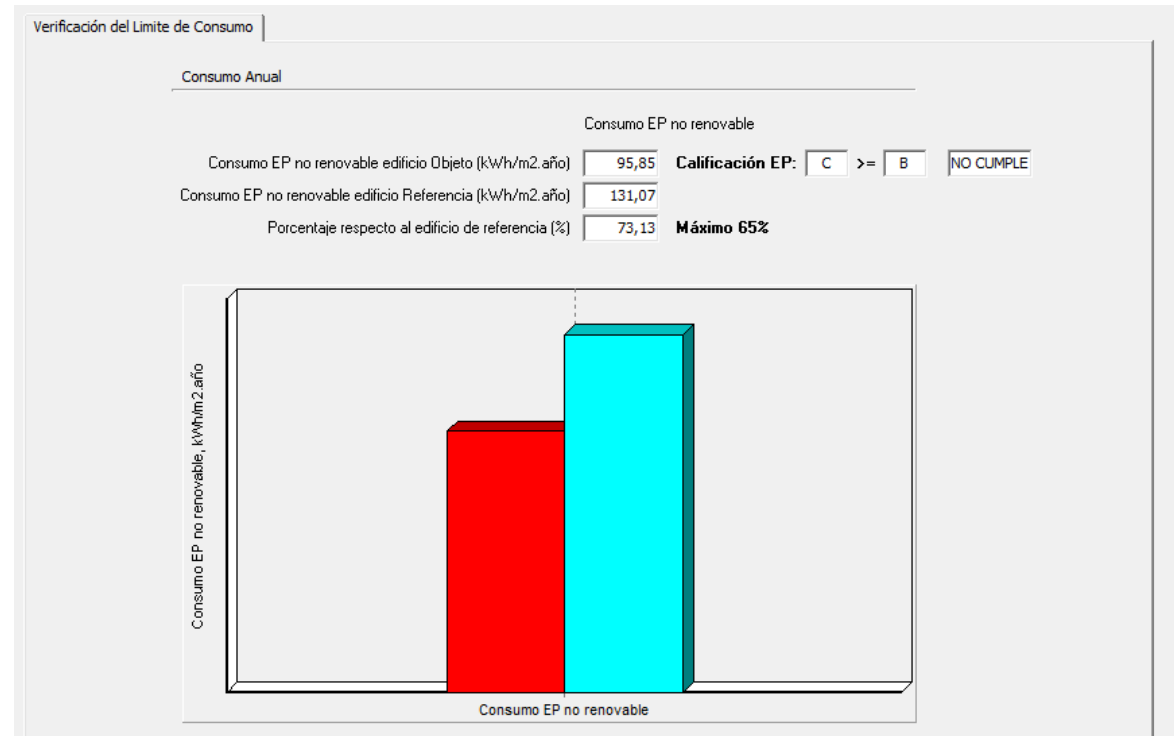 Verificación del Limite de Consumo
Consumo Anual
Consumo EP no renovable
Consumo EP no renovable edificio Objeto (kWh/m2.año) 95,85 Calificación EP: C >= B NO CUMPLE
Consumo EP no renovable edificio Referencia (kWh/m2.año) 131,07
Porcentaje respecto al edificio de referencia (%) 73,13 Máximo 65%
Consumo EP no renovable, kWh/m2.año
Consumo EP no renovable